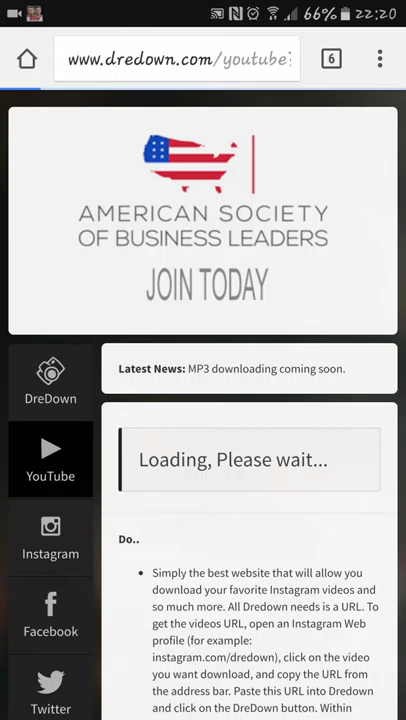 66% 22:20
www.dredown.com/youtube
6
AMERICAN SOCIETY
OF BUSINESS LEADERS
JOIN TODAY
DreDown
YouTube
Instagram
Facebook
Twitter
Latest News: MP3 downloading coming soon.
Loading, Please wait...
Do..
Simply the best website that will allow you
download your favorite Instagram videos and
so much more. All Dredown needs is a URL. To
get the videos URL, open an Instagram Web
profile (for example:
instagram.com/dredown), click on the video
you want download, and copy the URL from
the address bar. Paste this URL into Dredown
and click on the DreDown button. Within